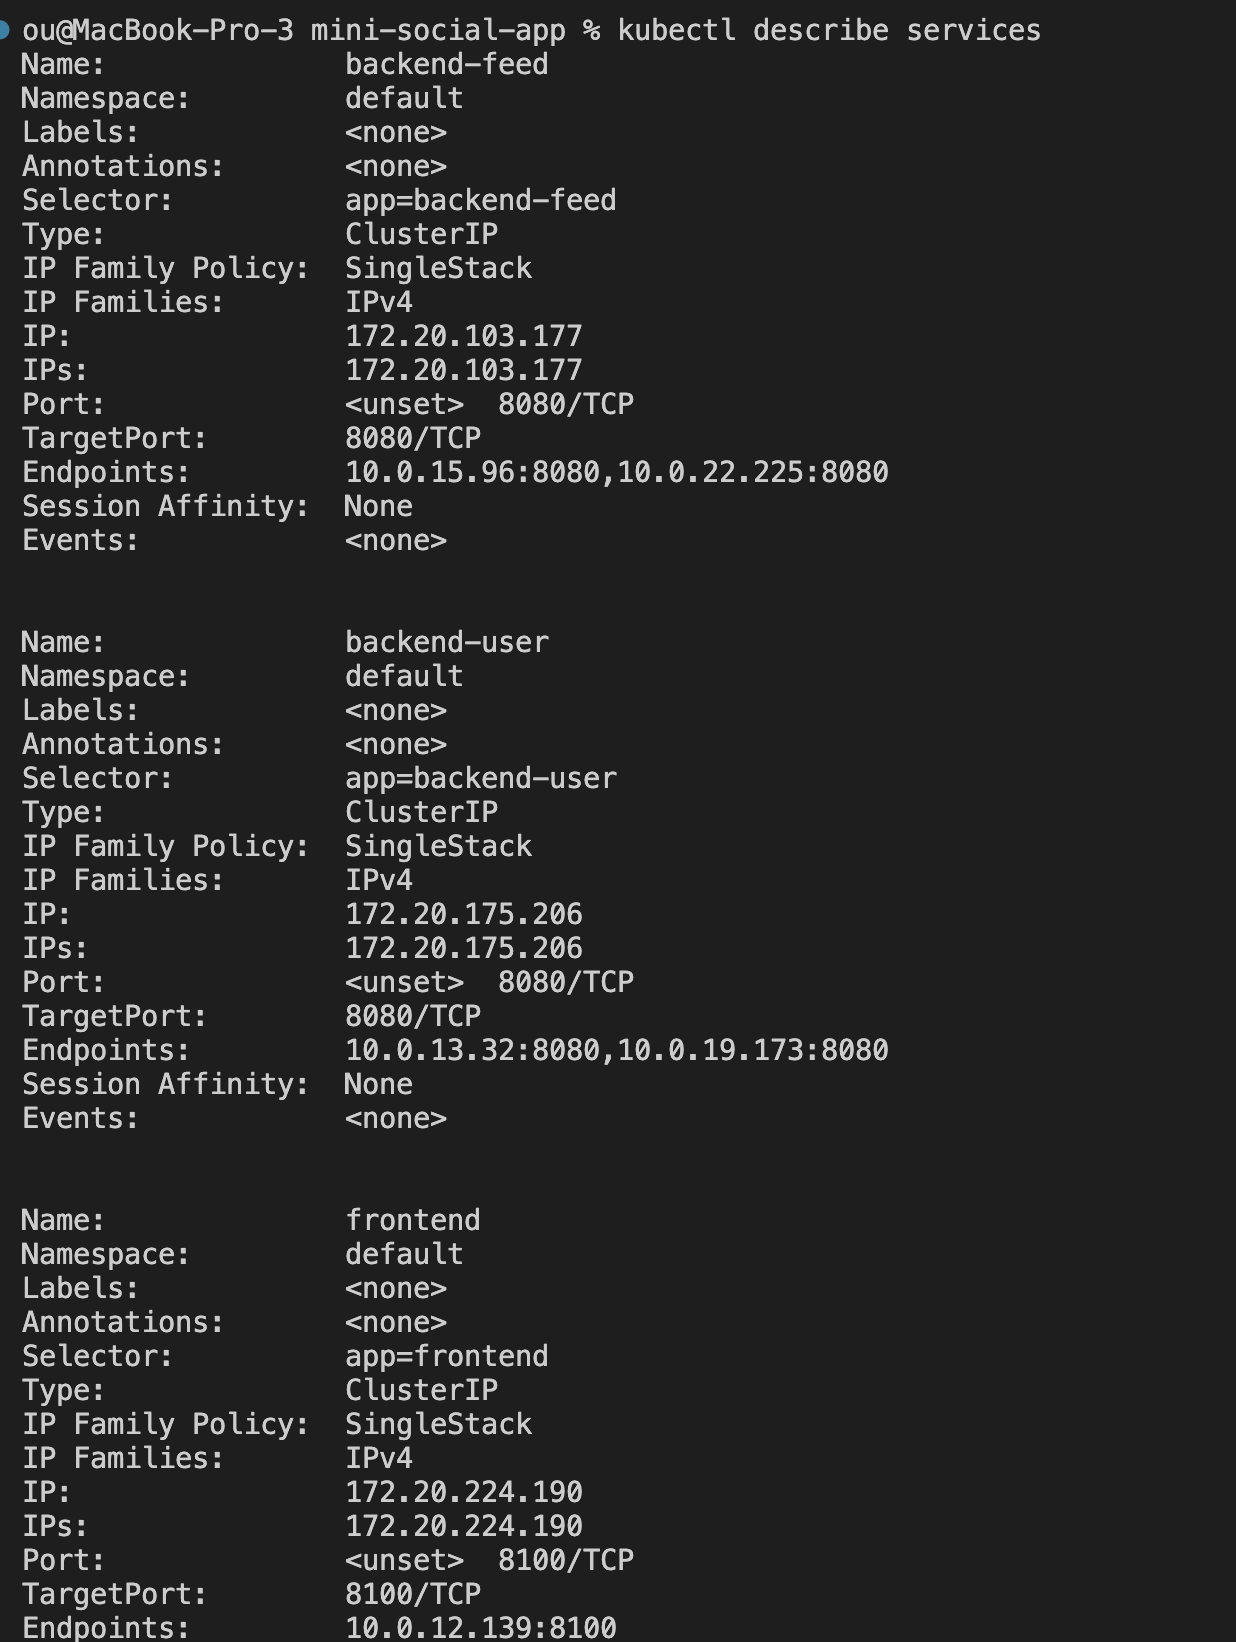 ou@MacBook-Pro-3 mini-social-app % kubectl describe services
Name:              backend-feed
Namespace:         default
Labels:            <none>
Annotations:       <none>
Selector:          app=backend-feed
Type:              ClusterIP
IP Family Policy:  SingleStack
IP Families:       IPv4
IP:                172.20.103.177
IPs:               172.20.103.177
Port:              <unset>  8080/TCP
TargetPort:        8080/TCP
Endpoints:         10.0.15.96:8080,10.0.22.225:8080
Session Affinity:  None
Events:            <none>
Name:              backend-user
Namespace:         default
Labels:            <none>
Annotations:       <none>
Selector:          app=backend-user
Type:              ClusterIP
IP Family Policy:  SingleStack
IP Families:       IPv4
IP:                172.20.175.206
IPs:               172.20.175.206
Port:              <unset>  8080/TCP
TargetPort:        8080/TCP
Endpoints:         10.0.13.32:8080,10.0.19.173:8080
Session Affinity:  None
Events:            <none>
Name:              frontend
Namespace:         default
Labels:            <none>
Annotations:       <none>
Selector:          app=frontend
Type:              ClusterIP
IP Family Policy:  SingleStack
IP Families:       IPv4
IP:                172.20.224.190
IPs:               172.20.224.190
Port:              <unset>  8100/TCP
TargetPort:        8100/TCP
Endpoints:         10.0.12.139:8100